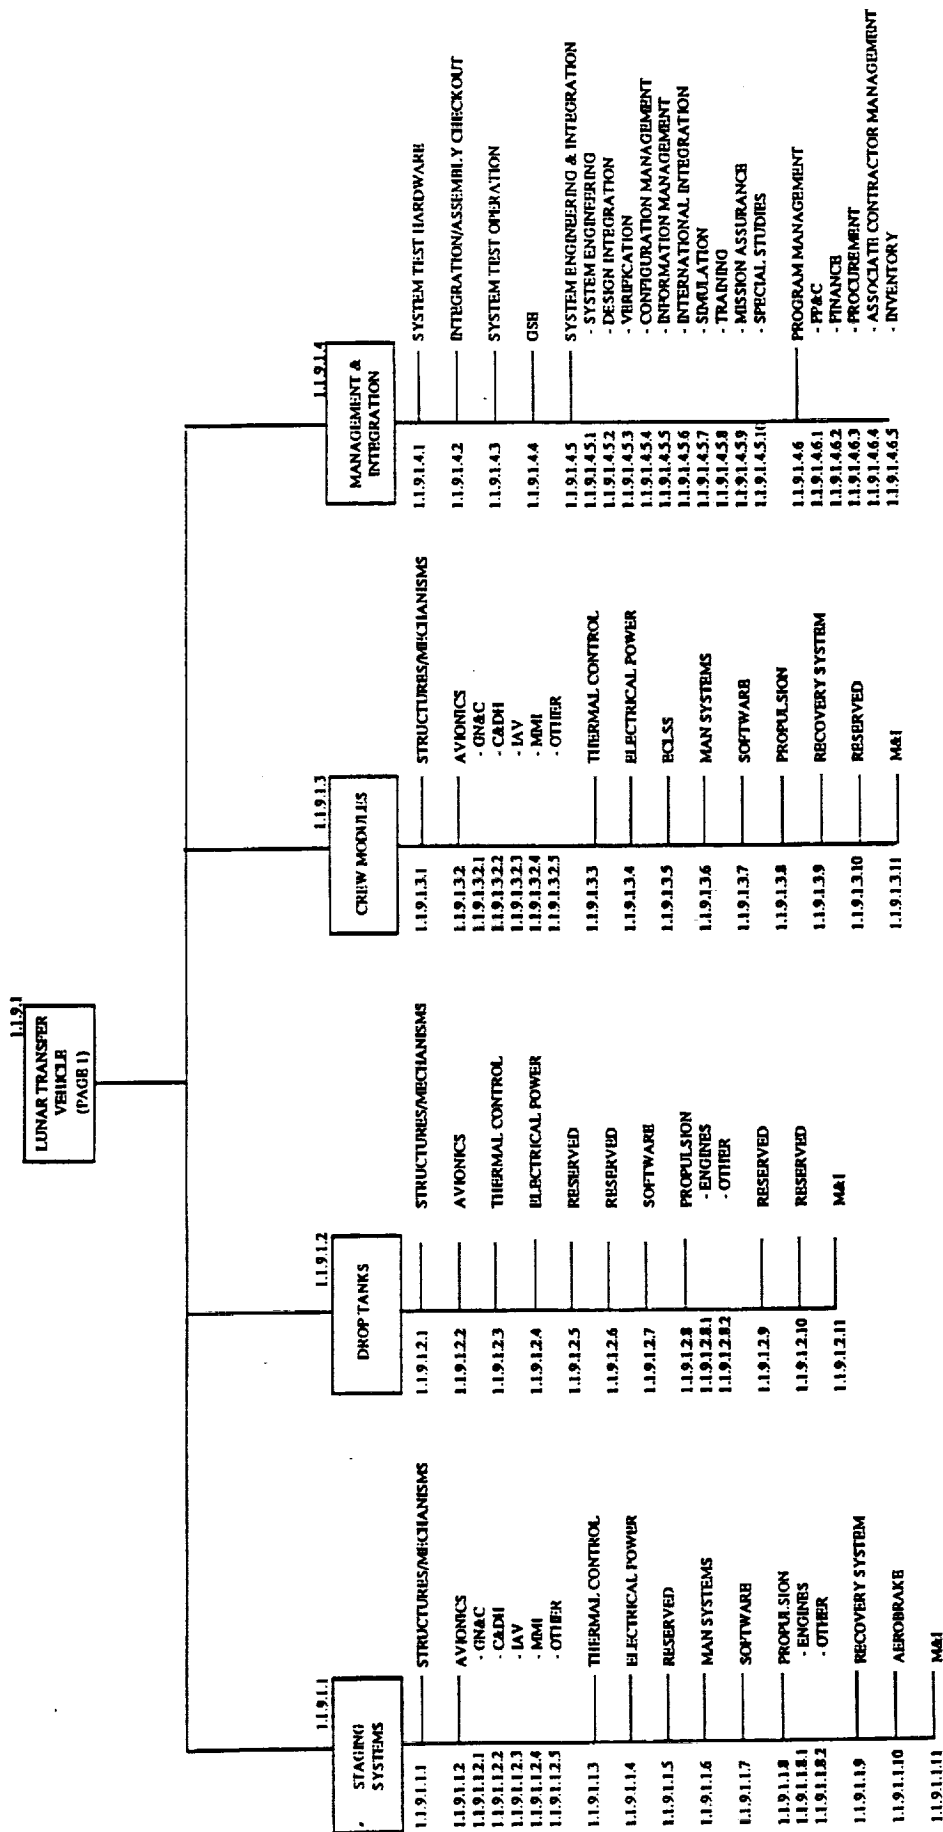 1.1.9.1
LUNAR TRANSFER
VEHICLE
(PAGE 1)
1.1.9.1.1
STAGING
SYSTEMS
1.1.9.1.1.1 STRUCTURES/MECHANISMS
1.1.9.1.1.2 AVIONICS
1.1.9.1.1.2.1 - GN&C
1.1.9.1.1.2.2 - C&DH
1.1.9.1.1.2.3 - IAV
1.1.9.1.1.2.4 - MMI
1.1.9.1.1.2.5 - OTHER
1.1.9.1.1.3 THERMAL CONTROL
1.1.9.1.1.4 ELECTRICAL POWER
1.1.9.1.1.5 RESERVED
1.1.9.1.1.6 MAN SYSTEMS
1.1.9.1.1.7 SOFTWARE
1.1.9.1.1.8 PROPULSION
1.1.9.1.1.8.1 - ENGINES
1.1.9.1.1.8.2 - OTHER
1.1.9.1.1.9 RECOVERY SYSTEM
1.1.9.1.1.10 AEROBRAKE
1.1.9.1.1.11 M&I
1.1.9.1.2
DROP TANKS
1.1.9.1.2.1 STRUCTURES/MECHANISMS
1.1.9.1.2.2 AVIONICS
1.1.9.1.2.3 THERMAL CONTROL
1.1.9.1.2.4 ELECTRICAL POWER
1.1.9.1.2.5 RESERVED
1.1.9.1.2.6 RESERVED
1.1.9.1.2.7 SOFTWARE
1.1.9.1.2.8 PROPULSION
1.1.9.1.2.8.1 - ENGINES
1.1.9.1.2.8.2 - OTHER
1.1.9.1.2.9 RESERVED
1.1.9.1.2.10 RESERVED
1.1.9.1.2.11 M&I
1.1.9.1.3
CREW MODULES
1.1.9.1.3.1 STRUCTURES/MECHANISMS
1.1.9.1.3.2 AVIONICS
1.1.9.1.3.2.1 - GN&C
1.1.9.1.3.2.2 - C&DH
1.1.9.1.3.2.3 - IAV
1.1.9.1.3.2.4 - MMI
1.1.9.1.3.2.5 - OTHER
1.1.9.1.3.3 THERMAL CONTROL
1.1.9.1.3.4 ELECTRICAL POWER
1.1.9.1.3.5 ECLSS
1.1.9.1.3.6 MAN SYSTEMS
1.1.9.1.3.7 SOFTWARE
1.1.9.1.3.8 PROPULSION
1.1.9.1.3.9 RECOVERY SYSTEM
1.1.9.1.3.10 RESERVED
1.1.9.1.3.11 M&I
1.1.9.1.4
MANAGEMENT &
INTEGRATION
1.1.9.1.4.1 SYSTEM TEST HARDWARE
1.1.9.1.4.2 INTEGRATION/ASSEMBLY CHECKOUT
1.1.9.1.4.3 SYSTEM TEST OPERATION
1.1.9.1.4.4 GSE
1.1.9.1.4.5 SYSTEM ENGINEERING & INTEGRATION
1.1.9.1.4.5.1 - SYSTEM ENGINEERING
1.1.9.1.4.5.2 - DESIGN INTEGRATION
1.1.9.1.4.5.3 - VERIFICATION
1.1.9.1.4.5.4 - CONFIGURATION MANAGEMENT
1.1.9.1.4.5.5 - INFORMATION MANAGEMENT
1.1.9.1.4.5.6 - INTERNATIONAL INTEGRATION
1.1.9.1.4.5.7 - SIMULATION
1.1.9.1.4.5.8 - TRAINING
1.1.9.1.4.5.9 - MISSION ASSURANCE
1.1.9.1.4.5.10 - SPECIAL STUDIES
1.1.9.1.4.6 PROGRAM MANAGEMENT
1.1.9.1.4.6.1 - PP&C
1.1.9.1.4.6.2 - FINANCE
1.1.9.1.4.6.3 - PROCUREMENT
1.1.9.1.4.6.4 - ASSOCIATE CONTRACTOR MANAGEMENT
1.1.9.1.4.6.5 - INVENTORY